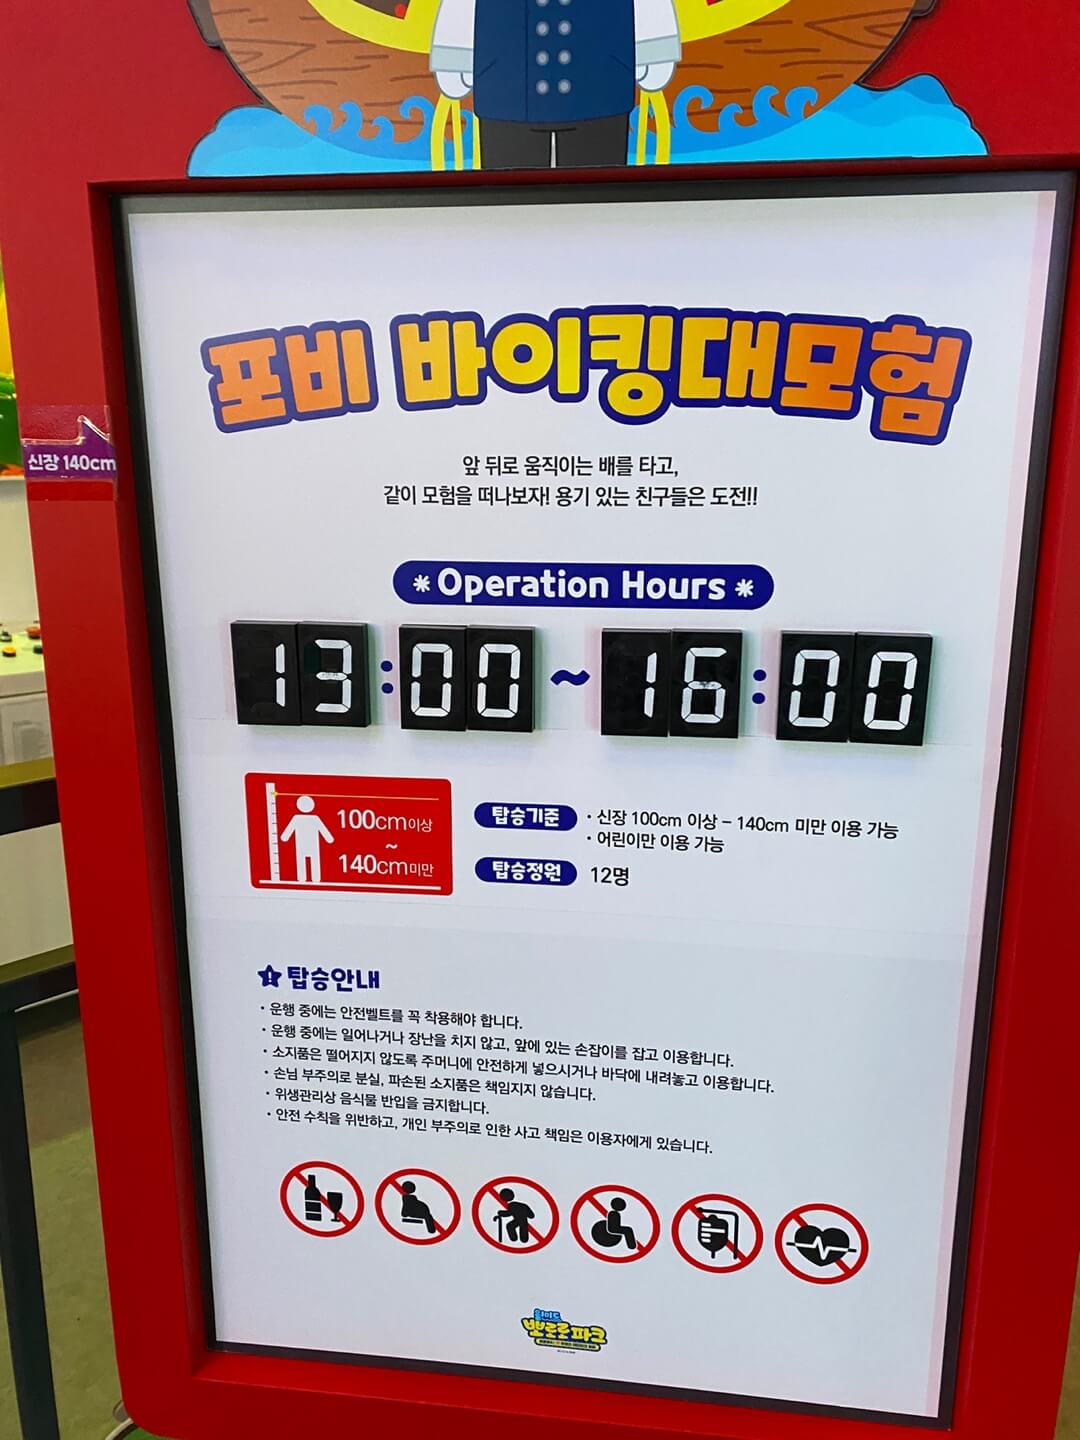 포비 바이킹대모험
신장 140cm
앞 뒤로 움직이는 배를 타고,
같이 모험을 떠나보자! 용기 있는 친구들은 도전!!
* Operation Hours *
13:00 ~ 16:00
100cm이상
~
140cm미만
탑승기준 · 신장 100cm 이상 – 140cm 미만 이용 가능
· 어린이만 이용 가능
탑승정원 12명
탑승안내
· 운행 중에는 안전벨트를 꼭 착용해야 합니다.
· 운행 중에는 일어나거나 장난을 치지 않고, 앞에 있는 손잡이를 잡고 이용합니다.
· 소지품은 떨어지지 않도록 주머니에 안전하게 넣으시거나 바닥에 내려놓고 이용합니다.
· 손님 부주의로 분실, 파손된 소지품은 책임지지 않습니다.
· 위생관리상 음식물 반입을 금지합니다.
· 안전 수칙을 위반하고, 개인 부주의로 인한 사고 책임은 이용자에게 있습니다.
월미도
뽀로로파크